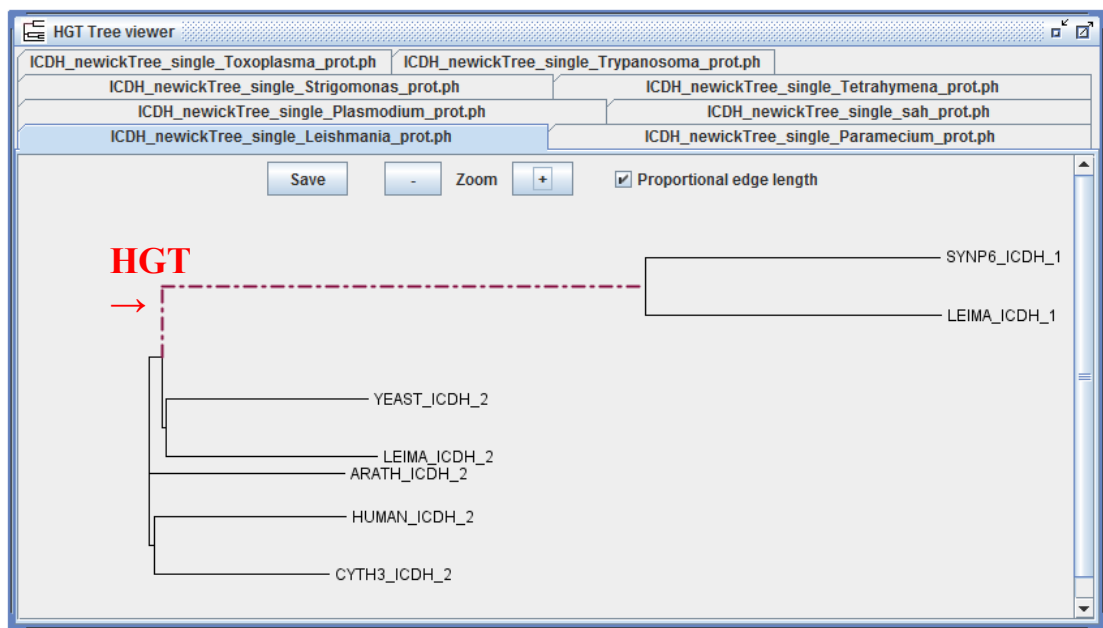 HGT Tree viewer
ICDH_newickTree_single_Toxoplasma_prot.ph ICDH_newickTree_single_Trypanosoma_prot.ph
ICDH_newickTree_single_Strigomonas_prot.ph ICDH_newickTree_single_Tetrahymena_prot.ph
ICDH_newickTree_single_Plasmodium_prot.ph ICDH_newickTree_single_sah_prot.ph
ICDH_newickTree_single_Leishmania_prot.ph ICDH_newickTree_single_Paramecium_prot.ph
Save - Zoom + Proportional edge length
HGT
→
SYNP6_ICDH_1
LEIMA_ICDH_1
YEAST_ICDH_2
LEIMA_ICDH_2
ARATH_ICDH_2
HUMAN_ICDH_2
CYTH3_ICDH_2